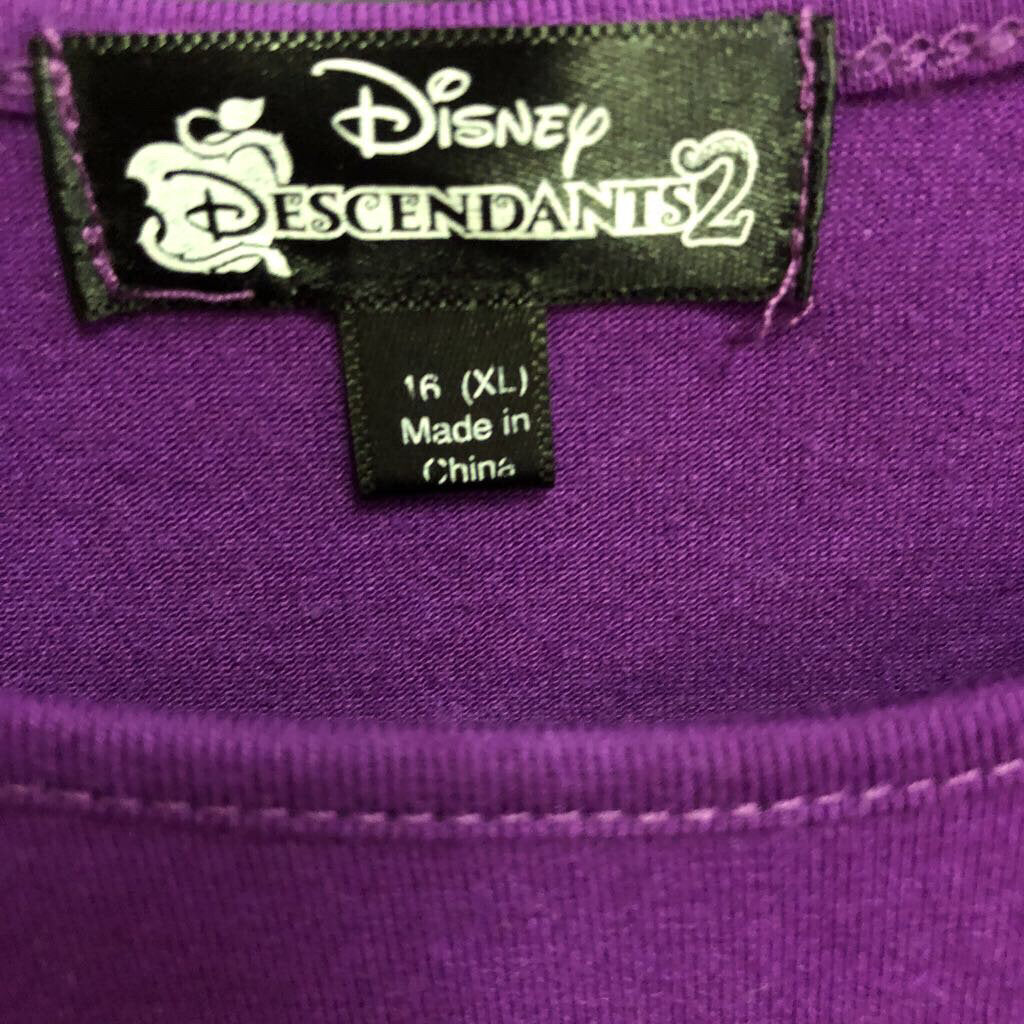 Disney
DESCENDANTS2
16 (XL)
Made in
China